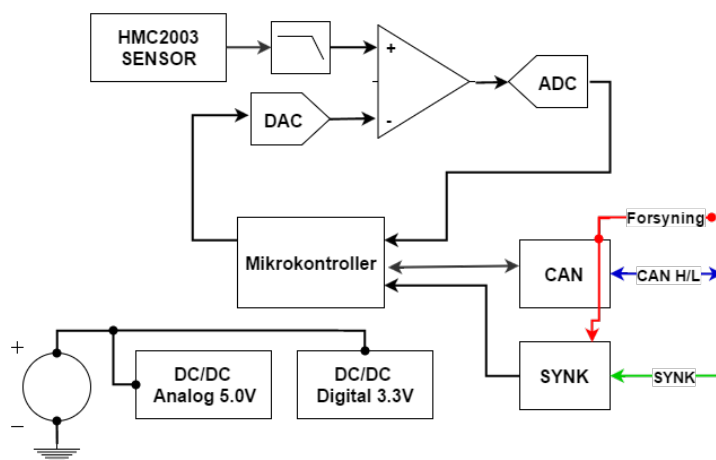 HMC2003
SENSOR
+
-
ADC
DAC
Mikrokontroller
Forsyning
CAN
CAN H/L
+
−
DC/DC
Analog 5.0V
DC/DC
Digital 3.3V
SYNK
SYNK